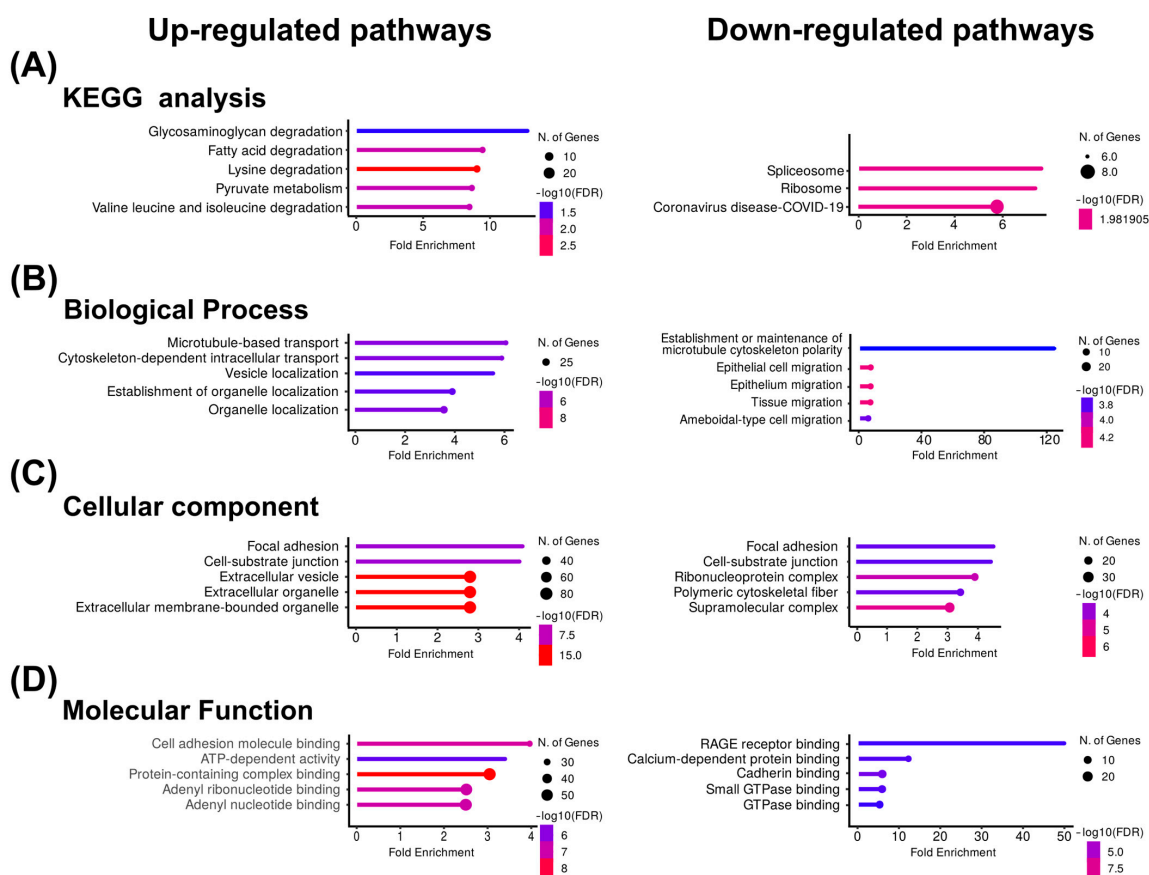 Up-regulated pathways
Down-regulated pathways
(A)
KEGG analysis
Glycosaminoglycan degradation
Fatty acid degradation
Lysine degradation
Pyruvate metabolism
Valine leucine and isoleucine degradation
0 5 10
Fold Enrichment
N. of Genes
10
20
-log10(FDR)
1.5
2.0
2.5
Spliceosome
Ribosome
Coronavirus disease-COVID-19
0 2 4 6
Fold Enrichment
N. of Genes
6.0
8.0
-log10(FDR)
1.981905
(B)
Biological Process
Microtubule-based transport
Cytoskeleton-dependent intracellular transport
Vesicle localization
Establishment of organelle localization
Organelle localization
0 2 4 6
Fold Enrichment
N. of Genes
25
-log10(FDR)
6
8
Establishment or maintenance of
microtubule cytoskeleton polarity
Epithelial cell migration
Epithelium migration
Tissue migration
Ameboidal-type cell migration
0 40 80 120
Fold Enrichment
N. of Genes
10
20
-log10(FDR)
3.8
4.0
4.2
(C)
Cellular component
Focal adhesion
Cell-substrate junction
Extracellular vesicle
Extracellular organelle
Extracellular membrane-bounded organelle
0 1 2 3 4
Fold Enrichment
N. of Genes
40
60
80
-log10(FDR)
7.5
15.0
Focal adhesion
Cell-substrate junction
Ribonucleoprotein complex
Polymeric cytoskeletal fiber
Supramolecular complex
0 1 2 3 4
Fold Enrichment
N. of Genes
20
30
-log10(FDR)
4
5
6
(D)
Molecular Function
Cell adhesion molecule binding
ATP-dependent activity
Protein-containing complex binding
Adenyl ribonucleotide binding
Adenyl nucleotide binding
0 1 2 3 4
Fold Enrichment
N. of Genes
30
40
50
-log10(FDR)
6
7
8
RAGE receptor binding
Calcium-dependent protein binding
Cadherin binding
Small GTPase binding
GTPase binding
0 10 20 30 40 50
Fold Enrichment
N. of Genes
10
20
-log10(FDR)
5.0
7.5